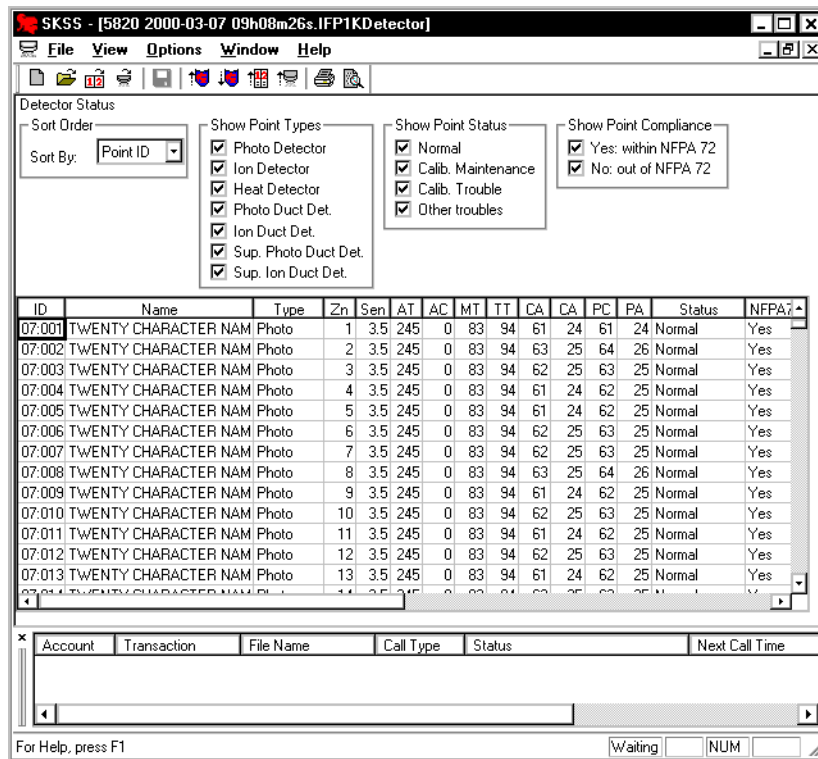 SKSS - [5820 2000-03-07 09h08m26s.IFP1KDetector]
File View Options Window Help
Detector Status
Sort Order Show Point Types Show Point Status Show Point Compliance
Sort By: Point ID
Photo Detector
Ion Detector
Heat Detector
Photo Duct Det.
Ion Duct Det.
Sup. Photo Duct Det.
Sup. Ion Duct Det.
Normal
Calib. Maintenance
Calib. Trouble
Other troubles
Yes: within NFPA 72
No: out of NFPA 72
ID Name Type Zn Sen AT AC MT TT CA CA PC PA Status NFPA7
07:001 TWENTY CHARACTER NAM Photo 1 3.5 245 0 83 94 61 24 61 24 Normal Yes
07:002 TWENTY CHARACTER NAM Photo 2 3.5 245 0 83 94 63 25 64 26 Normal Yes
07:003 TWENTY CHARACTER NAM Photo 3 3.5 245 0 83 94 62 25 63 25 Normal Yes
07:004 TWENTY CHARACTER NAM Photo 4 3.5 245 0 83 94 61 24 62 25 Normal Yes
07:005 TWENTY CHARACTER NAM Photo 5 3.5 245 0 83 94 61 24 62 25 Normal Yes
07:006 TWENTY CHARACTER NAM Photo 6 3.5 245 0 83 94 62 25 63 25 Normal Yes
07:007 TWENTY CHARACTER NAM Photo 7 3.5 245 0 83 94 62 25 63 25 Normal Yes
07:008 TWENTY CHARACTER NAM Photo 8 3.5 245 0 83 94 63 25 64 26 Normal Yes
07:009 TWENTY CHARACTER NAM Photo 9 3.5 245 0 83 94 61 24 62 25 Normal Yes
07:010 TWENTY CHARACTER NAM Photo 10 3.5 245 0 83 94 62 25 63 25 Normal Yes
07:011 TWENTY CHARACTER NAM Photo 11 3.5 245 0 83 94 61 24 62 25 Normal Yes
07:012 TWENTY CHARACTER NAM Photo 12 3.5 245 0 83 94 62 25 63 25 Normal Yes
07:013 TWENTY CHARACTER NAM Photo 13 3.5 245 0 83 94 61 24 62 25 Normal Yes
Account Transaction File Name Call Type Status Next Call Time
For Help, press F1 Waiting NUM